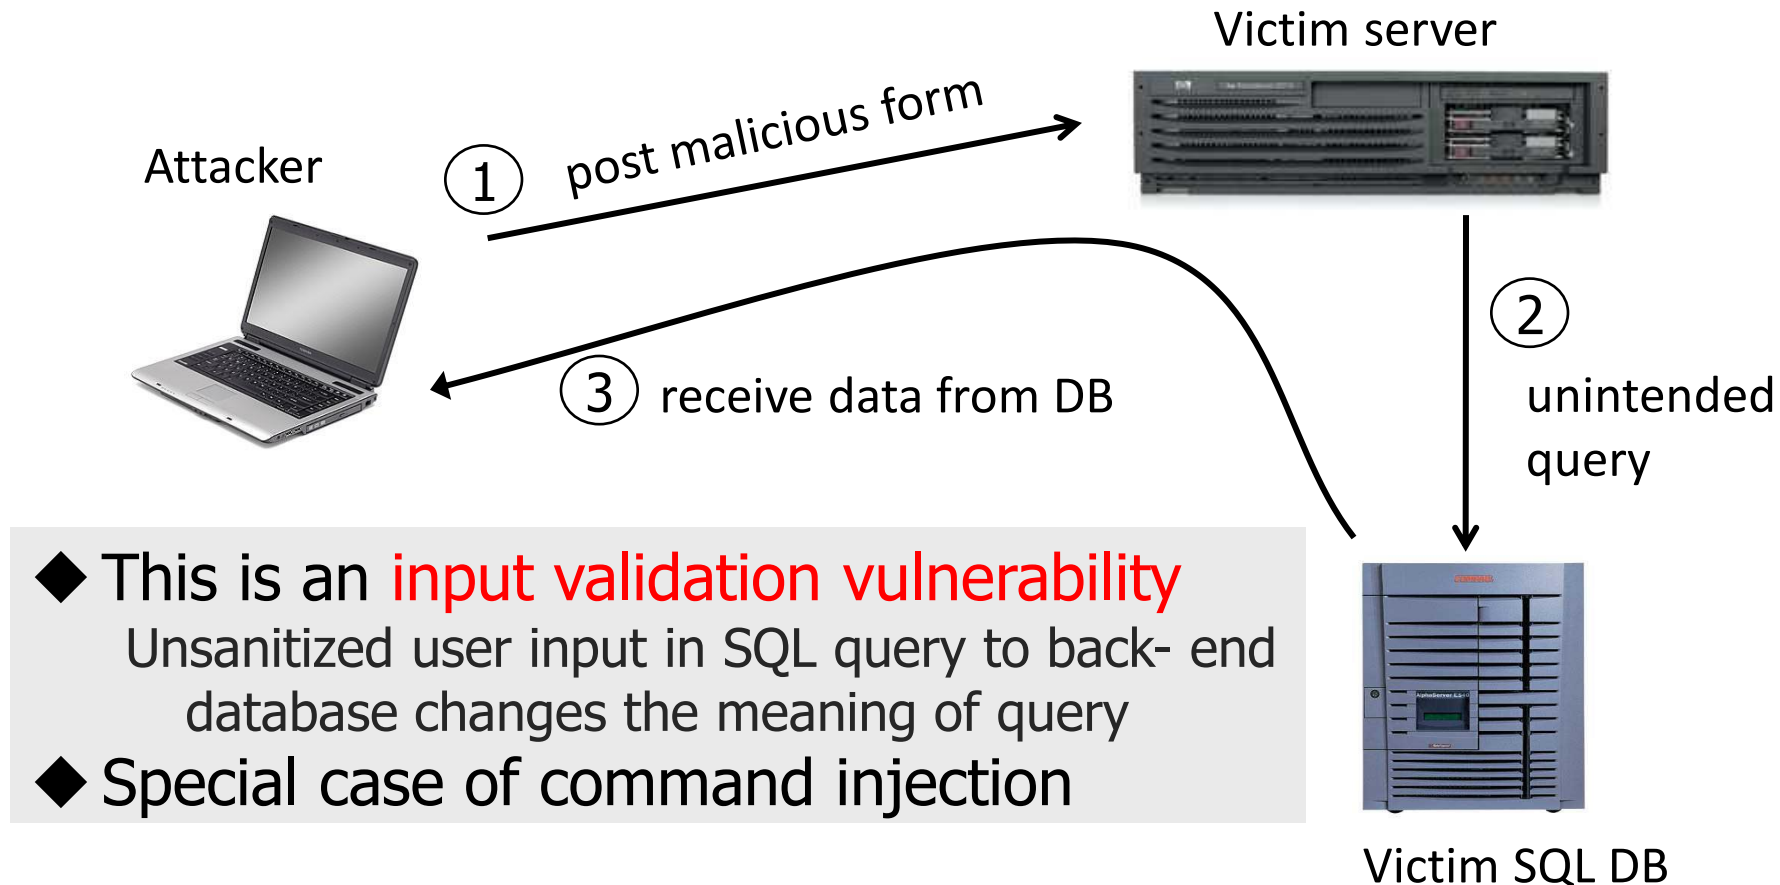 Victim server
Attacker
1
post malicious form
2
unintended
query
3
receive data from DB
◆ This is an input validation vulnerability
Unsanitized user input in SQL query to back- end
database changes the meaning of query
◆ Special case of command injection
AlphaServer ES40
Victim SQL DB